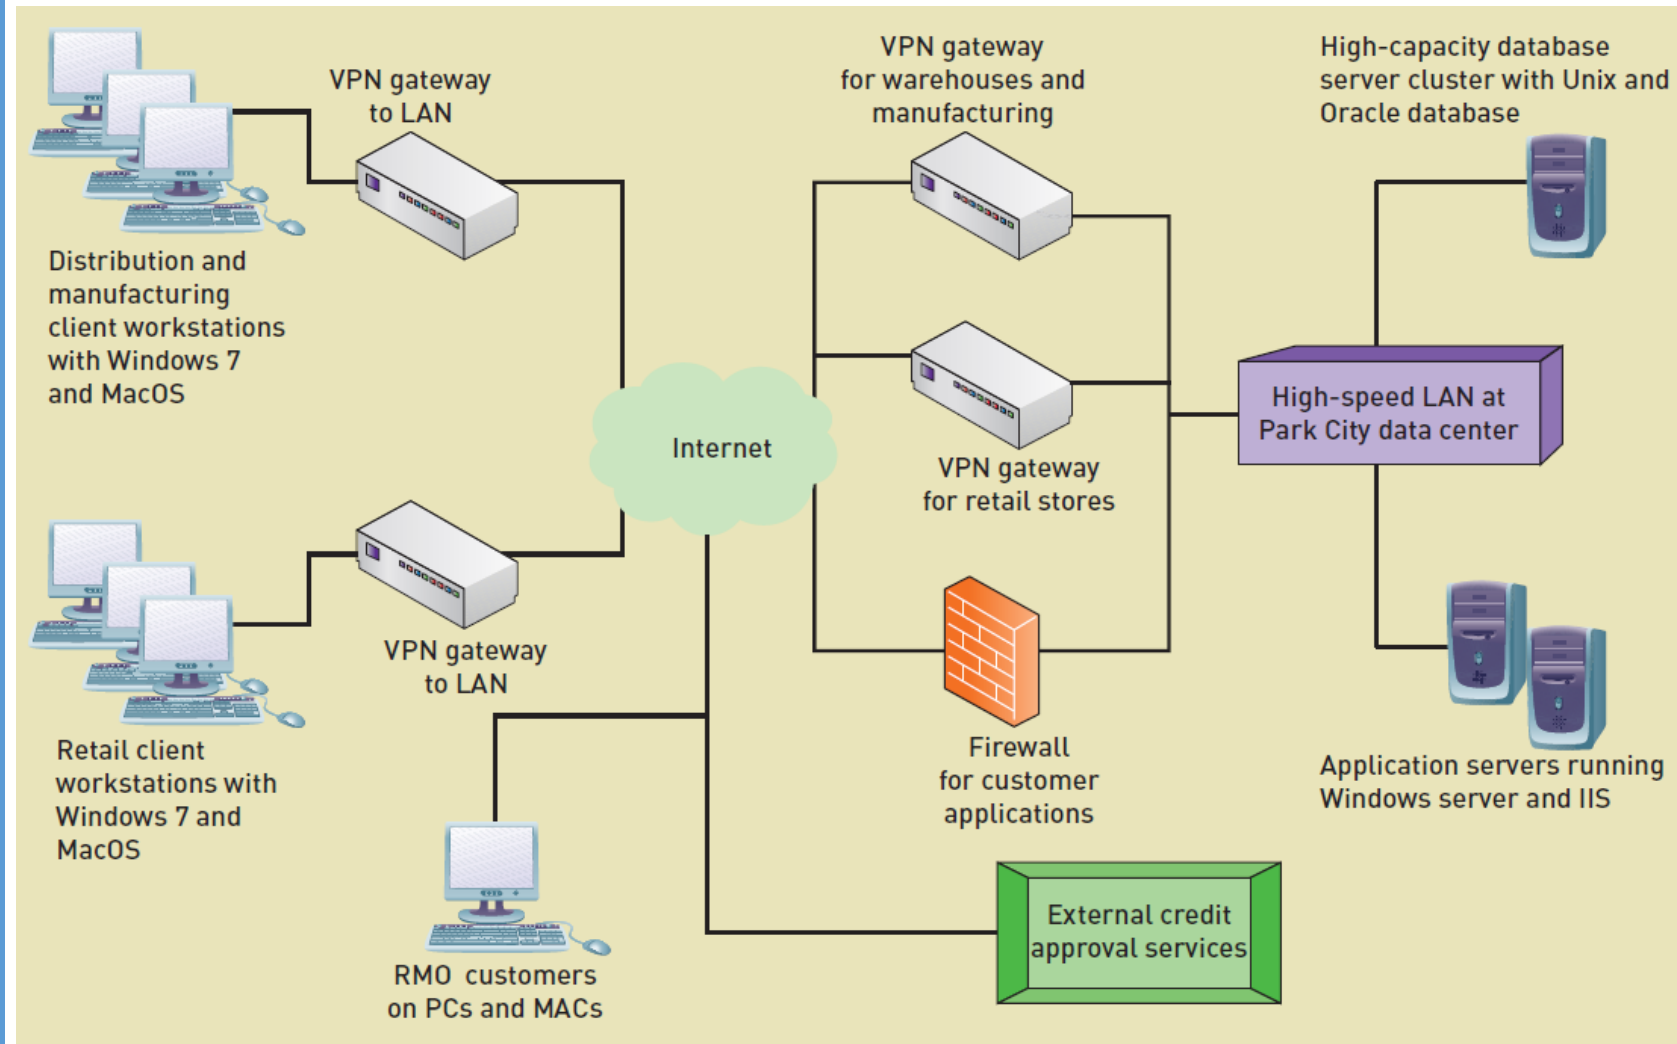 VPN gateway
to LAN
Distribution and
manufacturing
client workstations
with Windows 7
and MacOS
VPN gateway
for warehouses and
manufacturing
High-capacity database
server cluster with Unix and
Oracle database
Internet
VPN gateway
for retail stores
High-speed LAN at
Park City data center
VPN gateway
to LAN
Retail client
workstations with
Windows 7 and
MacOS
Firewall
for customer
applications
Application servers running
Windows server and IIS
RMO customers
on PCs and MACs
External credit
approval services